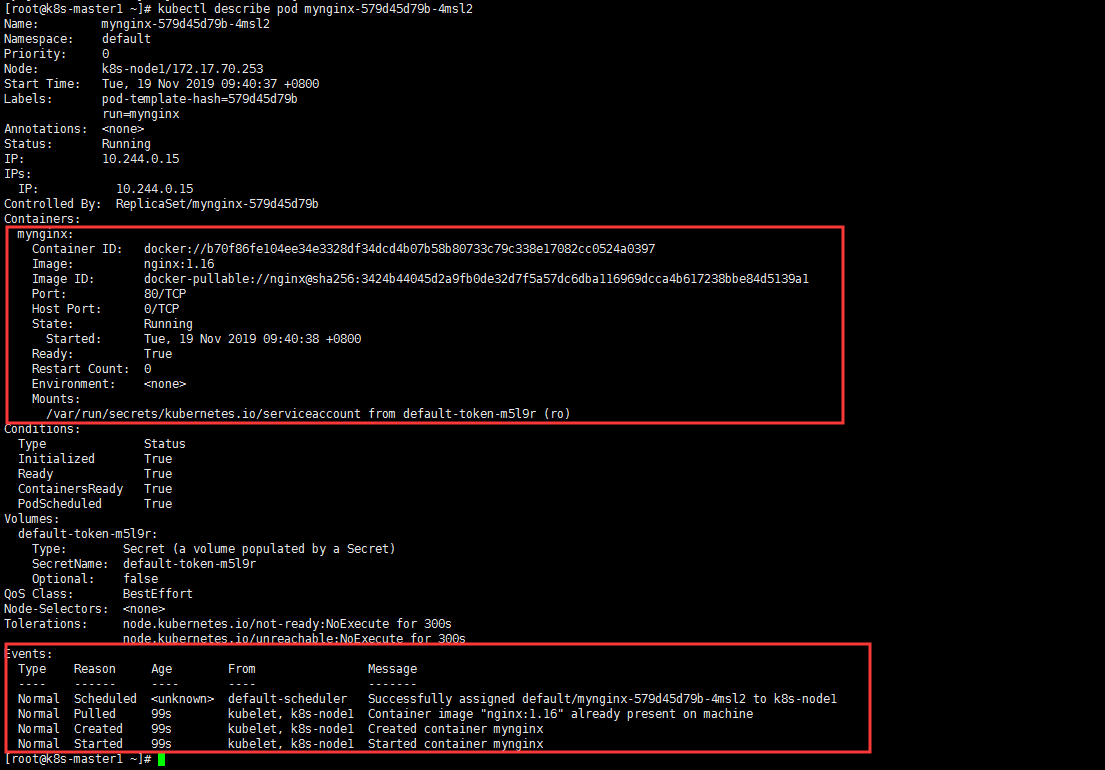 [root@k8s-master1 ~]# kubectl describe pod mynginx-579d45d79b-4msl2
Name:         mynginx-579d45d79b-4msl2
Namespace:    default
Priority:     0
Node:         k8s-node1/172.17.70.253
Start Time:   Tue, 19 Nov 2019 09:40:37 +0800
Labels:       pod-template-hash=579d45d79b
              run=mynginx
Annotations:  <none>
Status:       Running
IP:           10.244.0.15
IPs:
  IP:           10.244.0.15
Controlled By:  ReplicaSet/mynginx-579d45d79b
Containers:
  mynginx:
    Container ID:   docker://b70f86fe104ee34e3328df34dcd4b07b58b80733c79c338e17082cc0524a0397
    Image:          nginx:1.16
    Image ID:       docker-pullable://nginx@sha256:3424b44045d2a9fb0de32d7f5a57dc6dba116969dcca4b617238bbe84d5139a1
    Port:           80/TCP
    Host Port:      0/TCP
    State:          Running
      Started:      Tue, 19 Nov 2019 09:40:38 +0800
    Ready:          True
    Restart Count:  0
    Environment:    <none>
    Mounts:
      /var/run/secrets/kubernetes.io/serviceaccount from default-token-m5l9r (ro)
Conditions:
  Type              Status
  Initialized       True
  Ready             True
  ContainersReady   True
  PodScheduled      True
Volumes:
  default-token-m5l9r:
    Type:        Secret (a volume populated by a Secret)
    SecretName:  default-token-m5l9r
    Optional:    false
QoS Class:       BestEffort
Node-Selectors:  <none>
Tolerations:     node.kubernetes.io/not-ready:NoExecute for 300s
                 node.kubernetes.io/unreachable:NoExecute for 300s
Events:
  Type    Reason     Age        From                Message
  ----    ------     ----       ----                -------
  Normal  Scheduled  <unknown>  default-scheduler   Successfully assigned default/mynginx-579d45d79b-4msl2 to k8s-node1
  Normal  Pulled     99s        kubelet, k8s-node1  Container image "nginx:1.16" already present on machine
  Normal  Created    99s        kubelet, k8s-node1  Created container mynginx
  Normal  Started    99s        kubelet, k8s-node1  Started container mynginx
[root@k8s-master1 ~]#